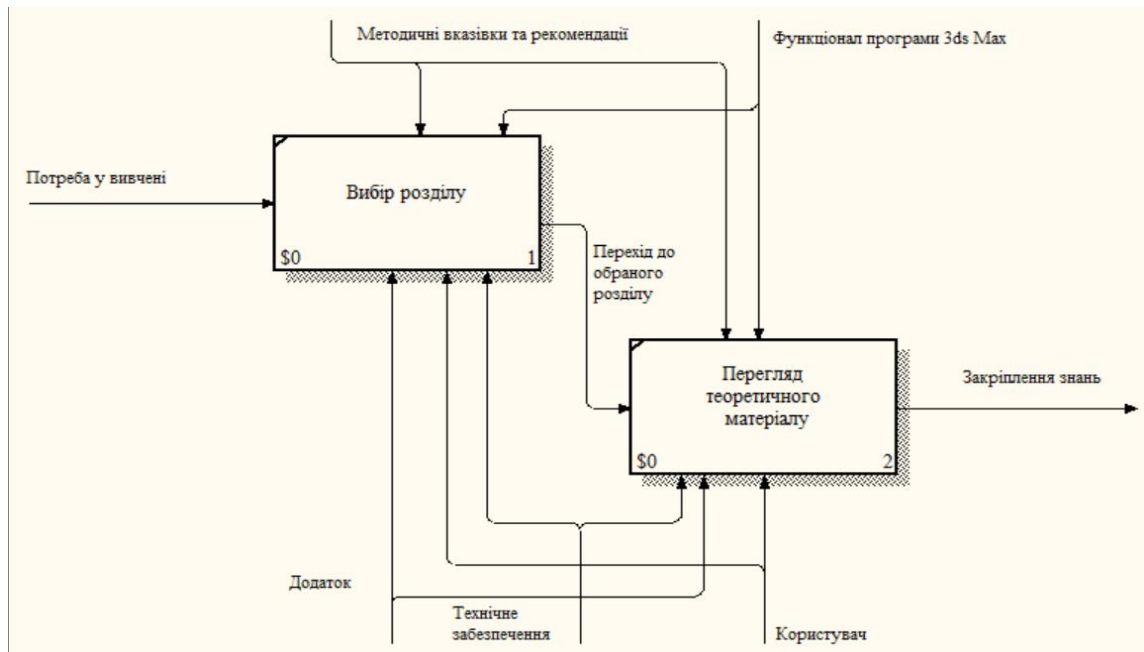 Методичні вказівки та рекомендації
Функціонал програми 3ds Max
Потреба у вивчені
Вибір розділу
$0
1
Перехід до
обраного
розділу
Перегляд
теоретичного
матеріалу
$0
2
Закріплення знань
Додаток
Технічне
забезпечення
Користувач